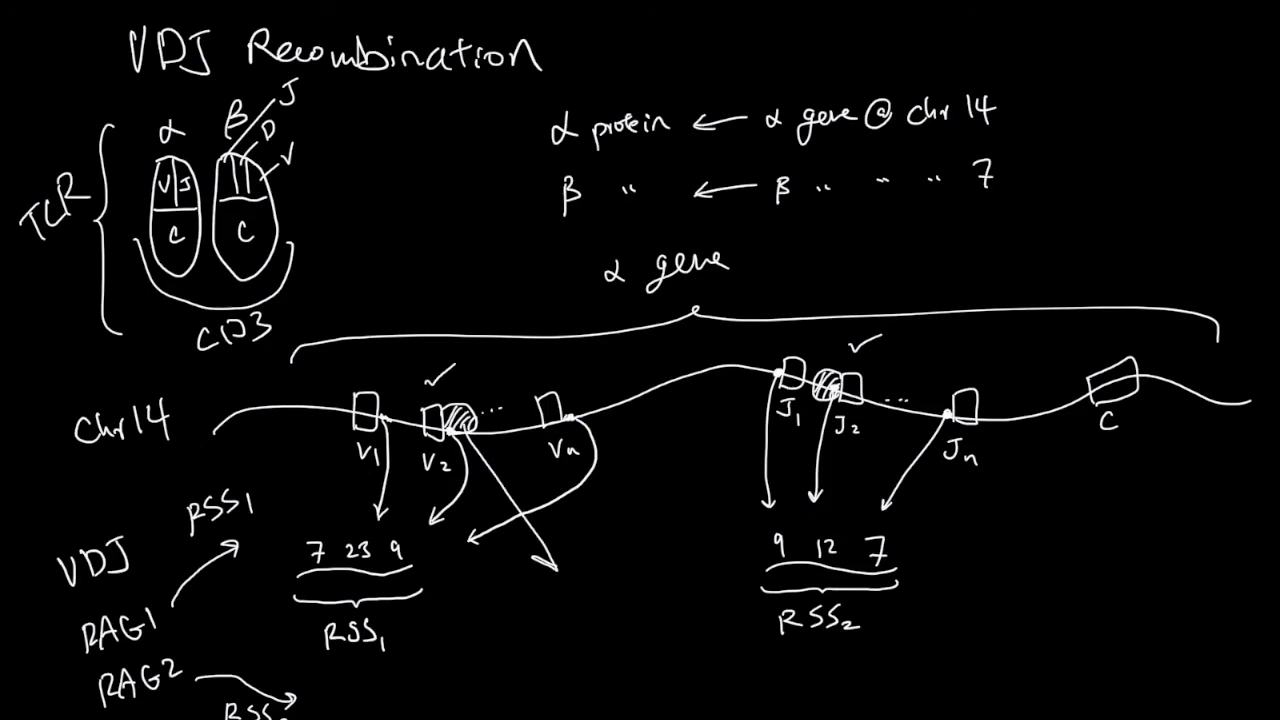 VDJ Recombination
α β J
D
V
V J
C C
TCR
CD3
α protein ← α gene @ chr 14
β " ← β " " " 7
α gene
✓ ✓
Chr 14
V1 V2 ... Vn J1 J2 ... Jn C
RSS1
VDJ
RAG1
RAG2
7 23 9
RSS1
9 12 7
RSS2